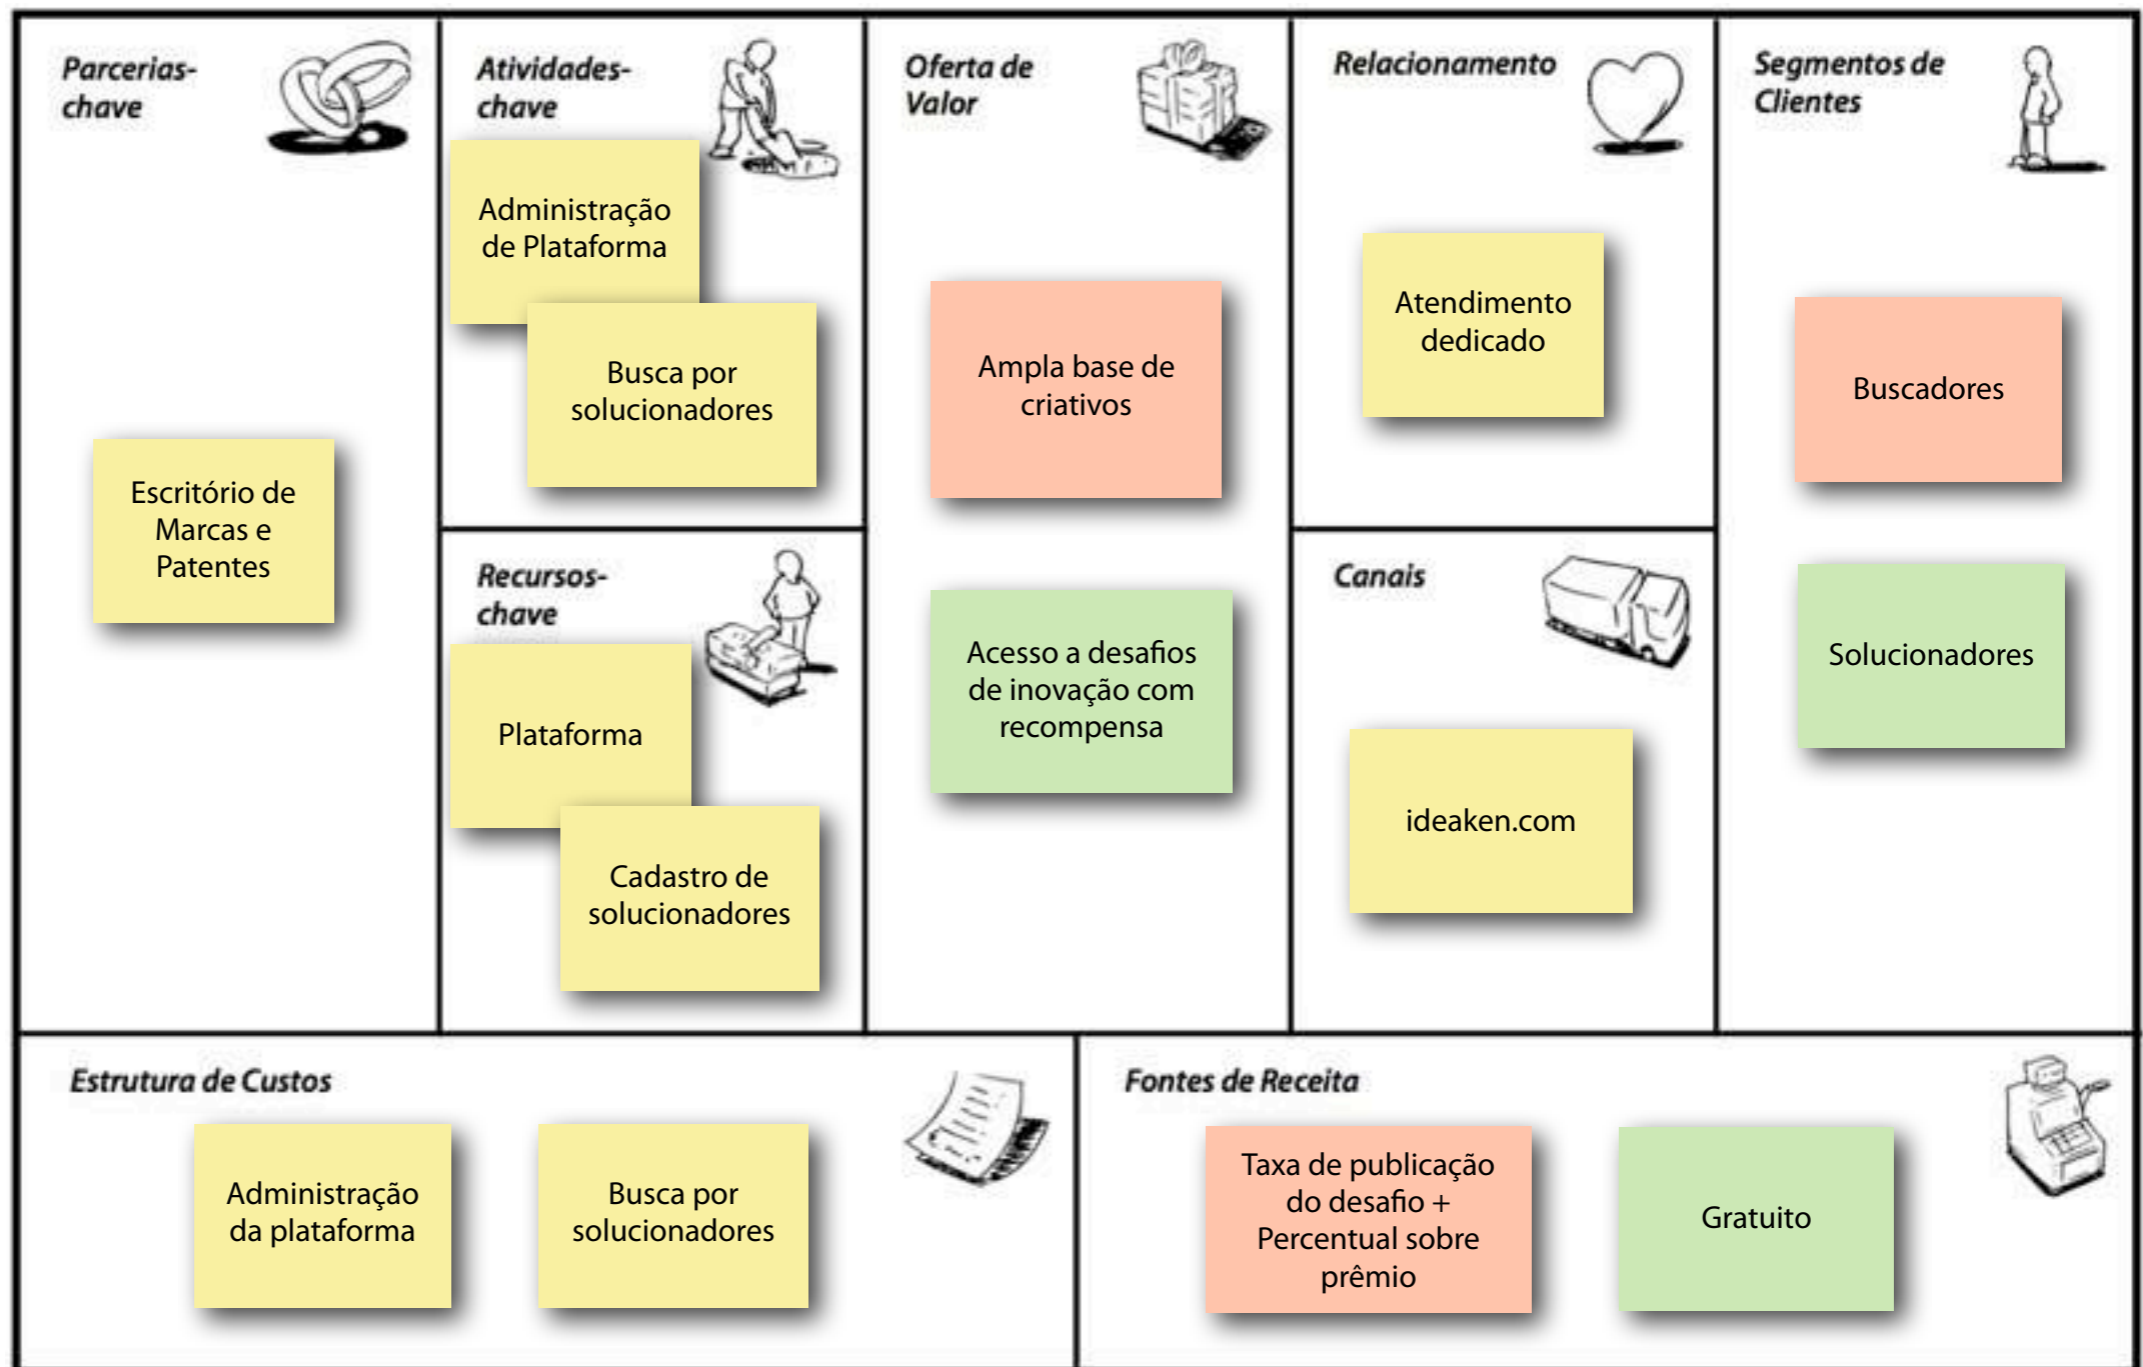 Parcerias-
chave
Escritório de
Marcas e
Patentes
Atividades-
chave
Administração
de Plataforma
Busca por
solucionadores
Recursos-
chave
Plataforma
Cadastro de
solucionadores
Oferta de
Valor
Ampla base de
criativos
Acesso a desafios
de inovação com
recompensa
Relacionamento
Atendimento
dedicado
Canais
ideaken.com
Segmentos de
Clientes
Buscadores
Solucionadores
Estrutura de Custos
Administração
da plataforma
Busca por
solucionadores
Fontes de Receita
Taxa de publicação
do desafio +
Percentual sobre
prêmio
Gratuito